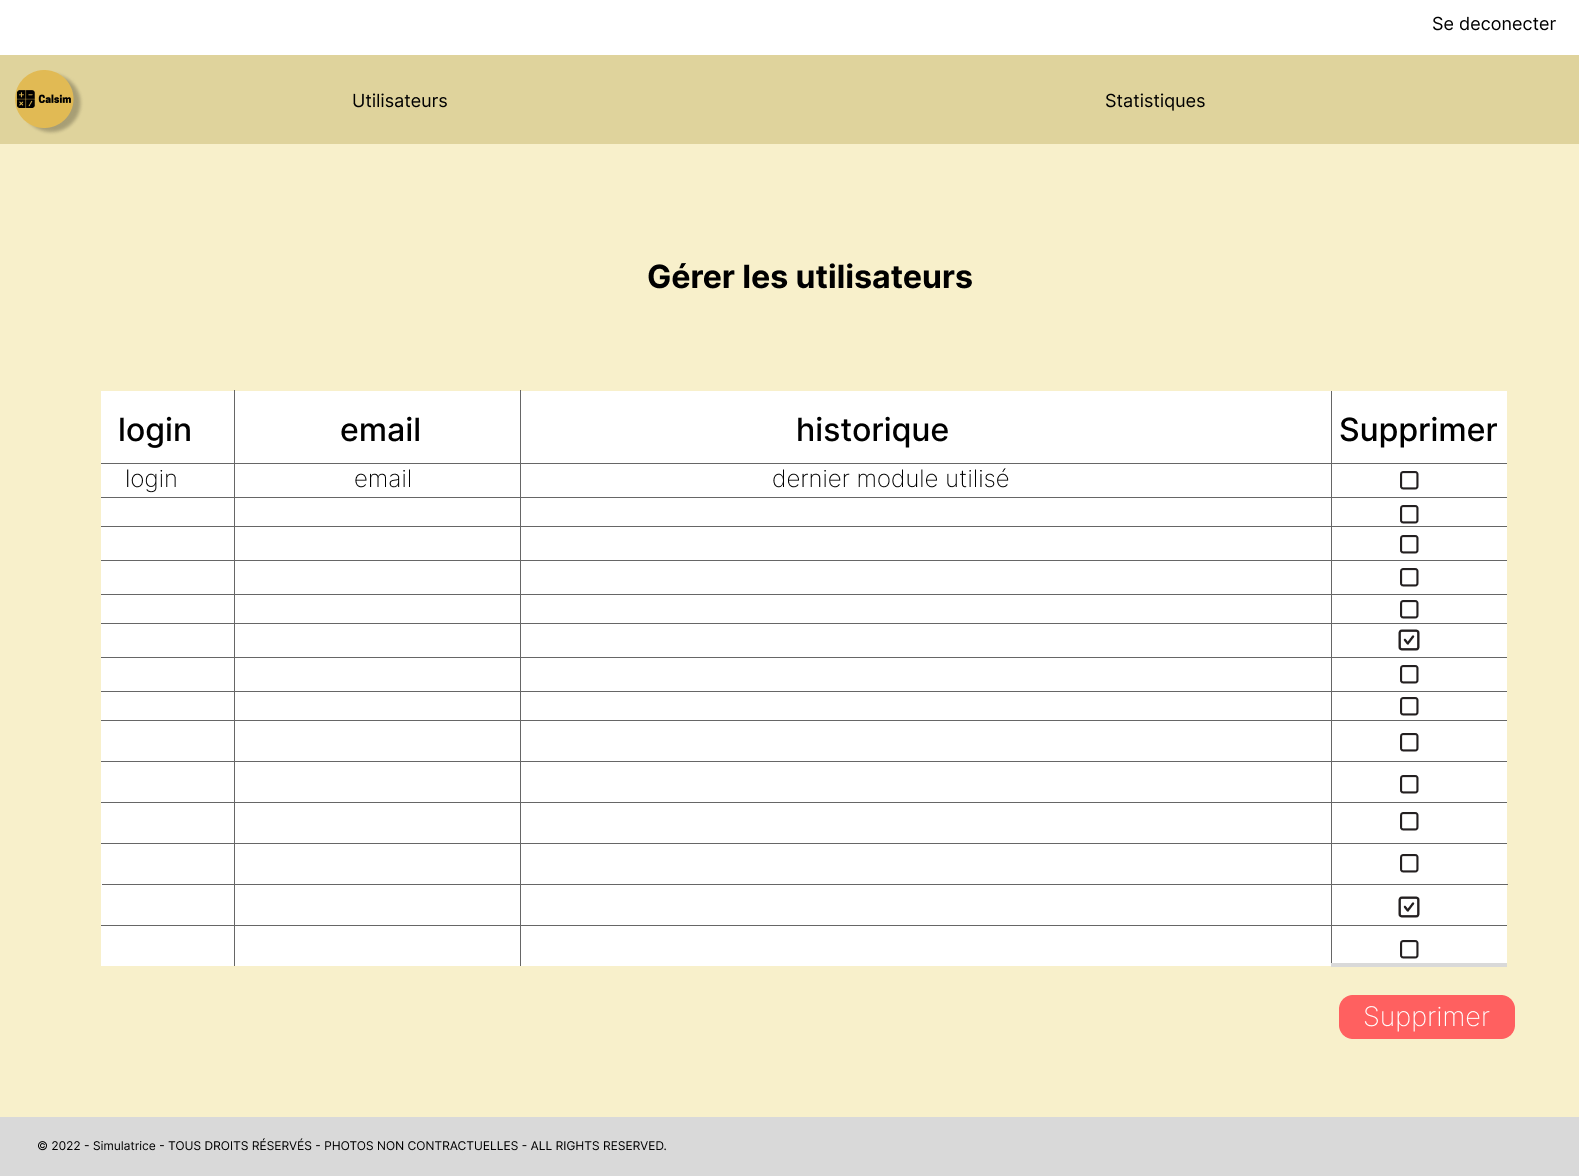 Se deconecter
Calsim
Utilisateurs
Statistiques
Gérer les utilisateurs
login email historique Supprimer
login email dernier module utilisé
Supprimer
© 2022 - Simulatrice - TOUS DROITS RÉSERVÉS - PHOTOS NON CONTRACTUELLES - ALL RIGHTS RESERVED.